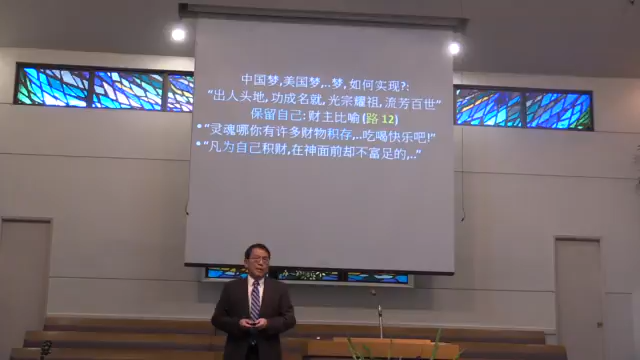 中国梦,美国梦,..梦, 如何实现?:
“出人头地, 功成名就, 光宗耀祖, 流芳百世”
保留自己: 财主比喻 (路 12)
• “灵魂哪你有许多财物积存,..吃喝快乐吧!”
• “凡为自己积财,在神面前却不富足的,..”